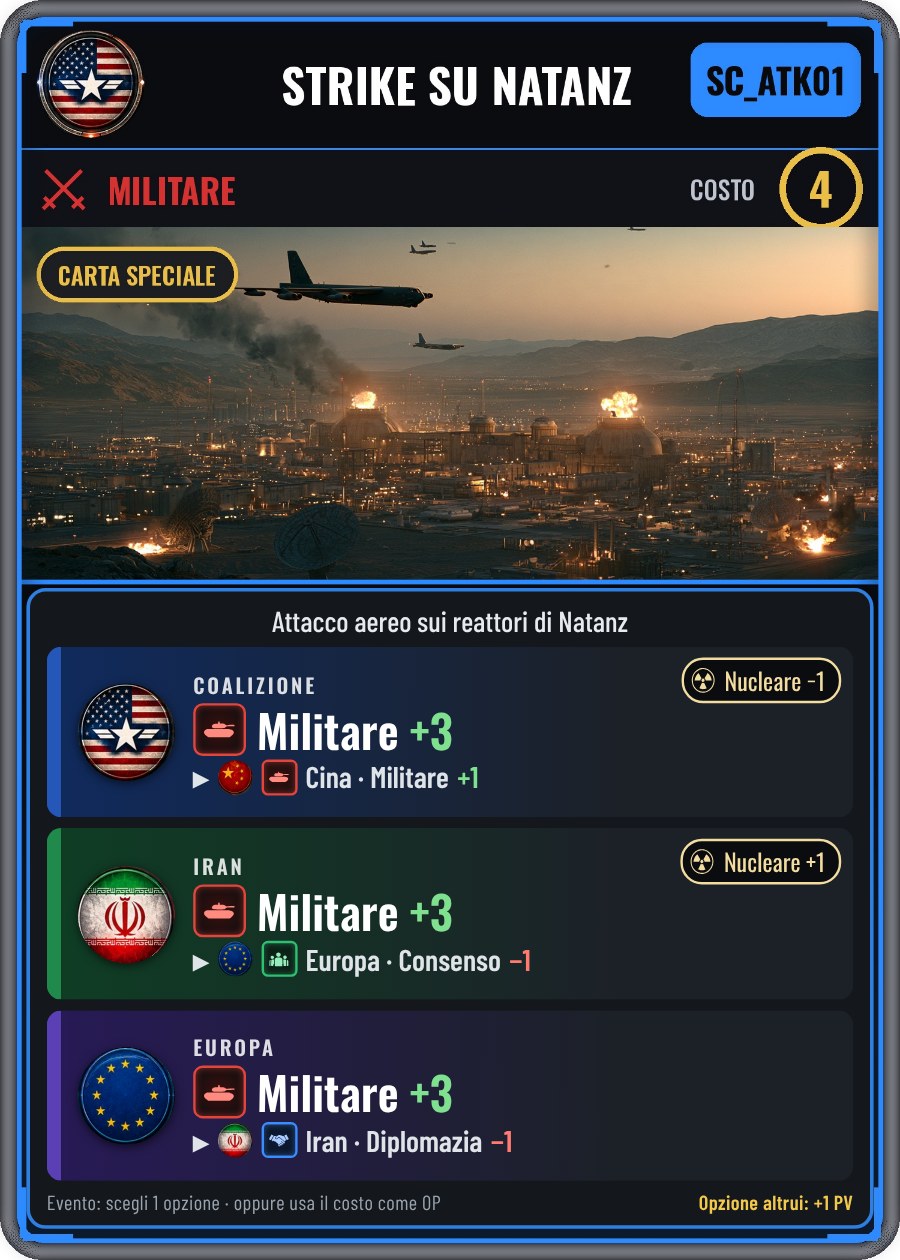 STRIKE SU NATANZ
SC_ATK01
MILITARE
COSTO
4
CARTA SPECIALE
Attacco aereo sui reattori di Natanz
COALIZIONE
Nucleare −1
Militare +3
▶ Cina · Militare +1
IRAN
Nucleare +1
Militare +3
▶ Europa · Consenso −1
EUROPA
Militare +3
▶ Iran · Diplomazia −1
Evento: scegli 1 opzione · oppure usa il costo come OP
Opzione altrui: +1 PV